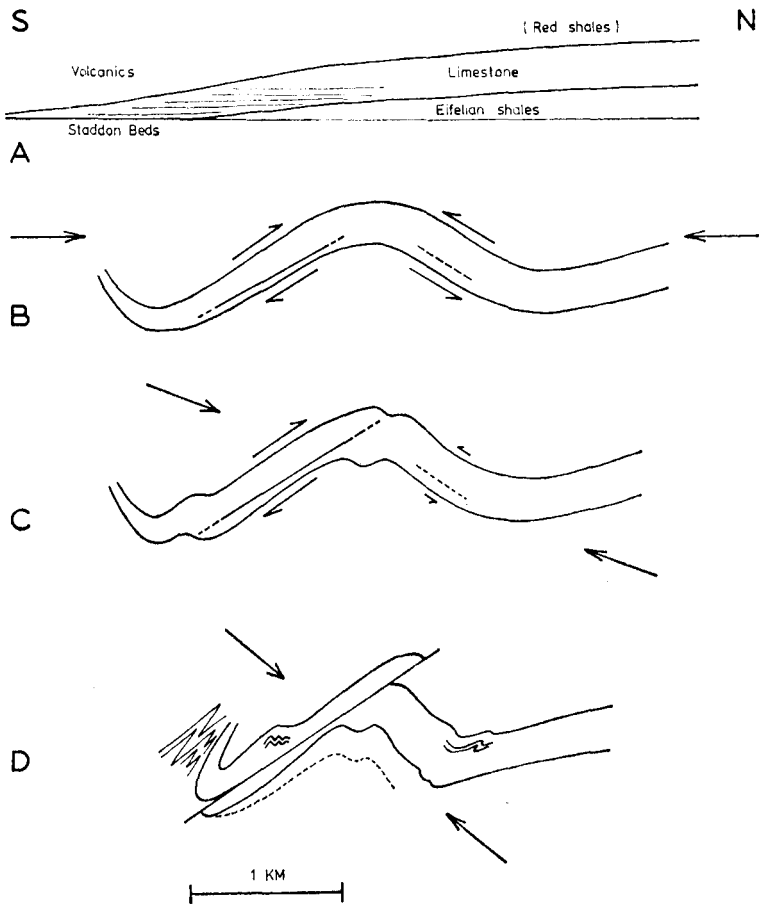 S
N
(Red shales)
Volcanics
Limestone
Eifelian shales
Staddon Beds
A
B
C
D
1 KM